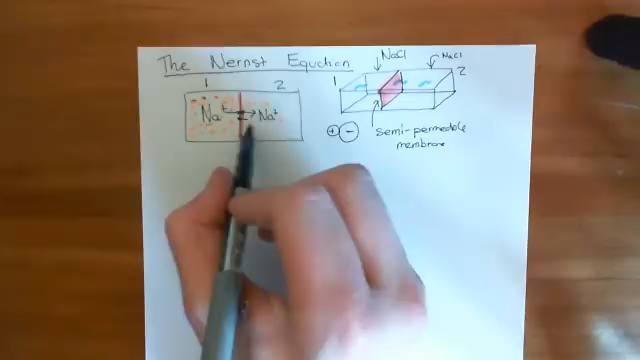 The Nernst Equation
NaCl
NaCl
1
2
1
2
Na+
Na+
+
-
semi-permeable
membrane